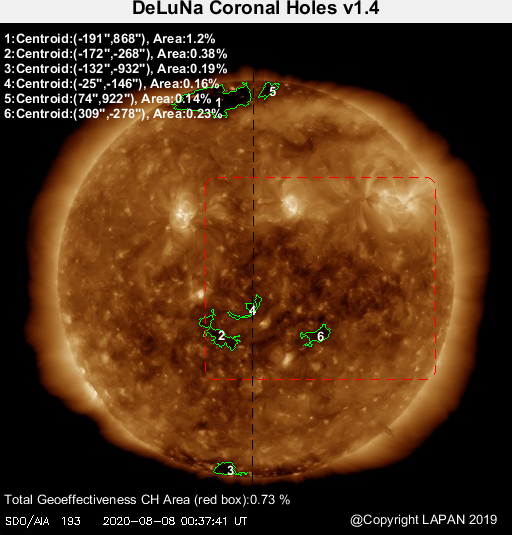 DeLuNa Coronal Holes v1.4
1:Centroid:(-191",868"), Area:1.2%
2:Centroid:(-172",-268"), Area:0.38%
3:Centroid:(-132",-932"), Area:0.19%
4:Centroid:(-25",-146"), Area:0.16%
5:Centroid:(74",922"), Area:0.14%
6:Centroid:(309",-278"), Area:0.23%
5
1
4
2
6
3
Total Geoeffectiveness CH Area (red box):0.73 %
SDO/AIA 193 2020-08-08 00:37:41 UT
@Copyright LAPAN 2019